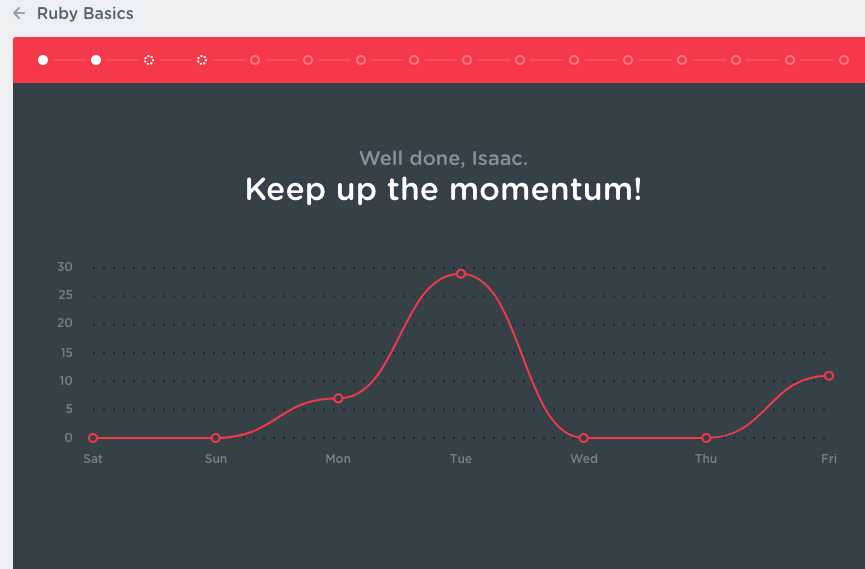 Ruby Basics
Well done, Isaac.
Keep up the momentum!
30
25
20
15
10
5
0
Sat Sun Mon Tue Wed Thu Fri